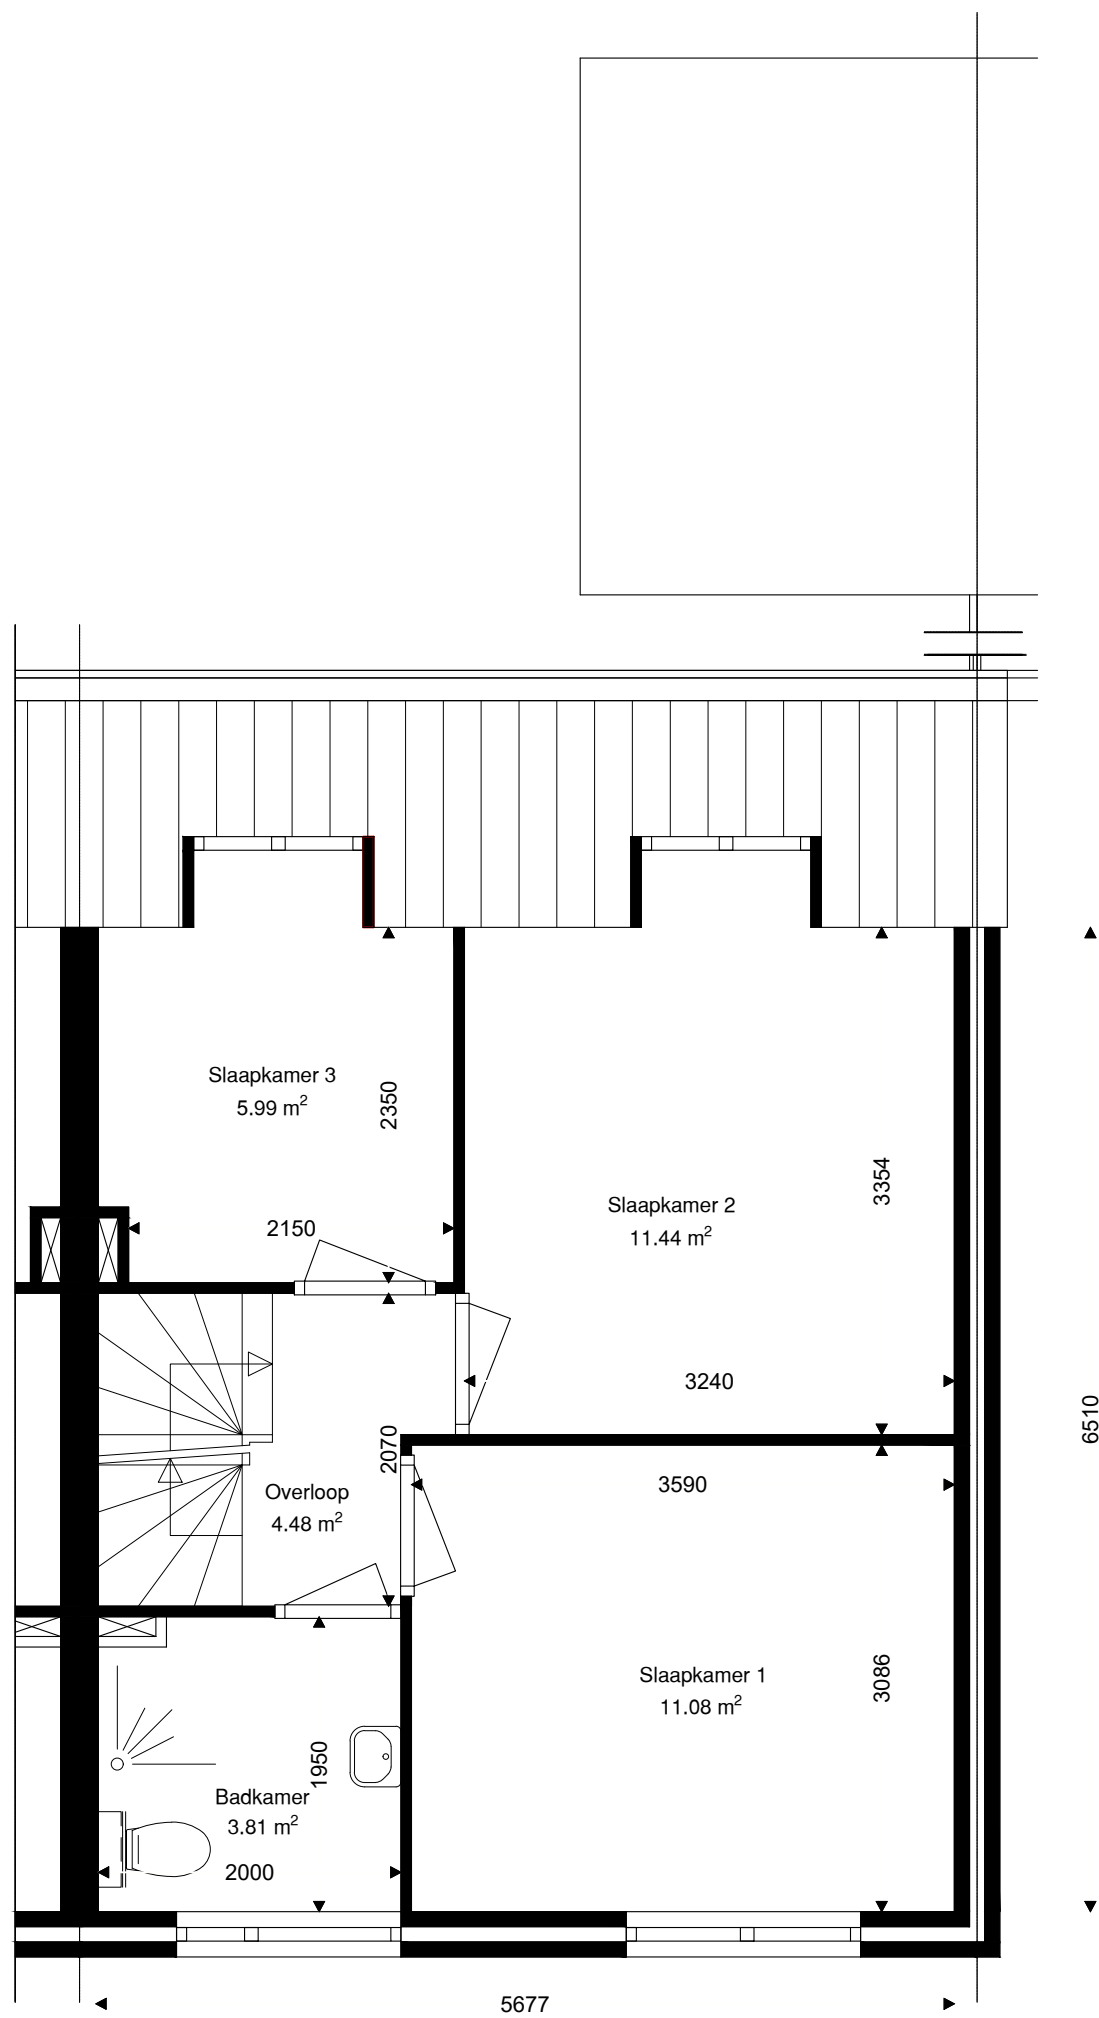 Slaapkamer 3
5.99 m²
2350
2150
Slaapkamer 2
11.44 m²
3354
3240
6510
2070
3590
Overloop
4.48 m²
Slaapkamer 1
11.08 m²
3086
1950
Badkamer
3.81 m²
2000
5677